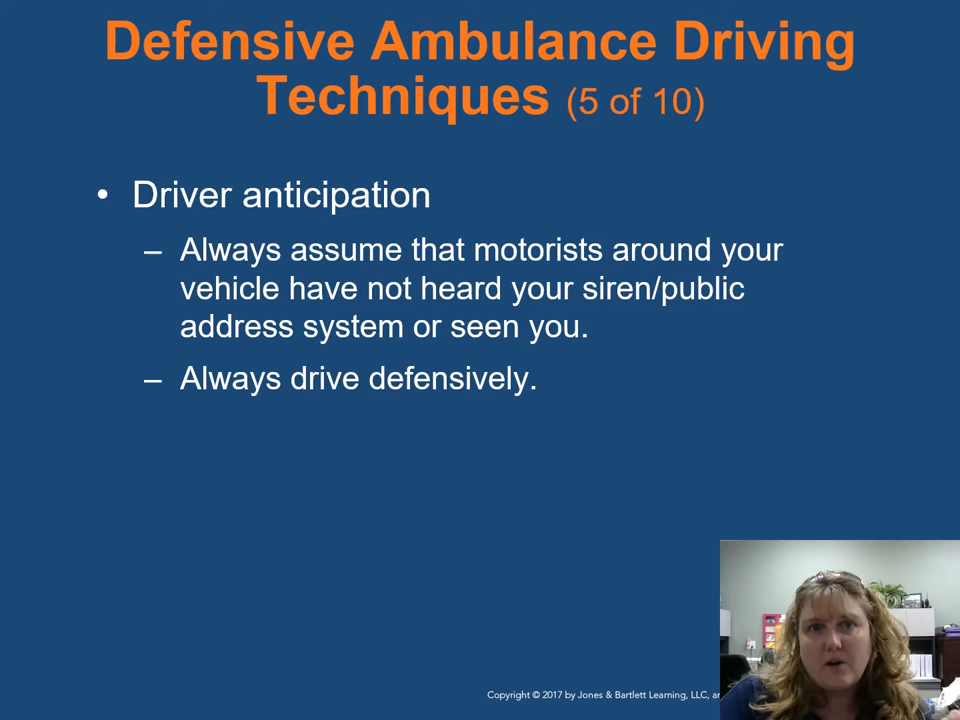 Defensive Ambulance Driving
Techniques (5 of 10)
• Driver anticipation
– Always assume that motorists around your
vehicle have not heard your siren/public
address system or seen you.
– Always drive defensively.
Copyright © 2017 by Jones & Bartlett Learning, LLC,